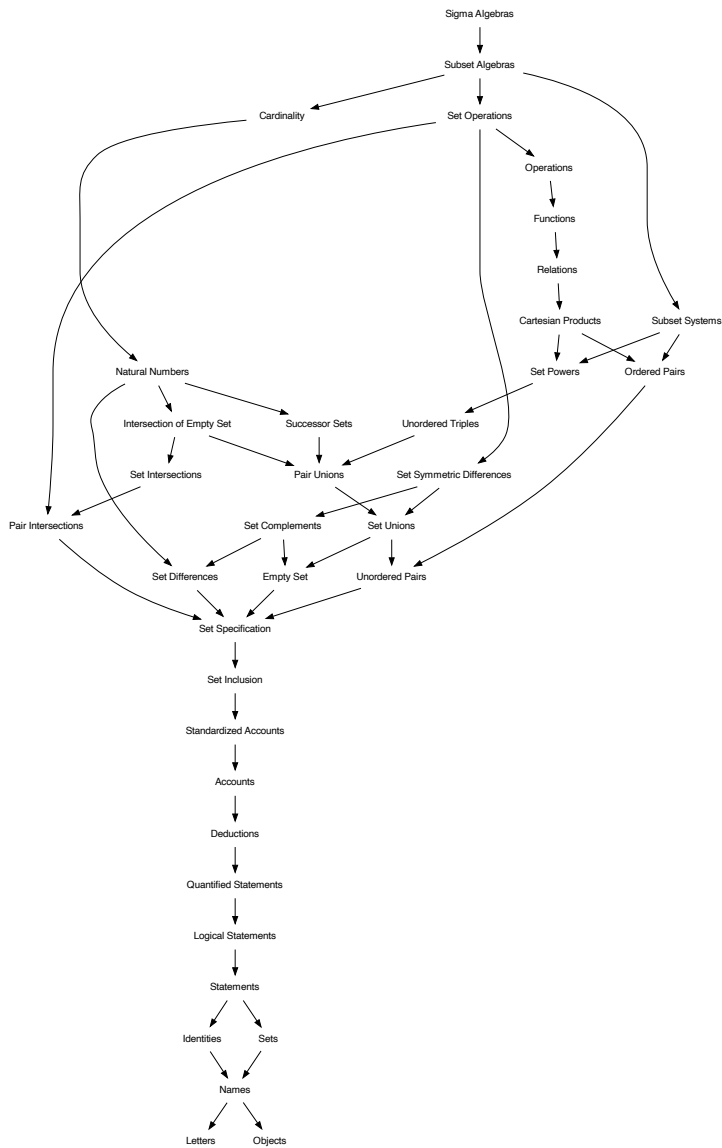 Sigma Algebras
Subset Algebras
Cardinality
Set Operations
Operations
Functions
Relations
Cartesian Products
Subset Systems
Natural Numbers
Set Powers
Ordered Pairs
Intersection of Empty Set
Successor Sets
Unordered Triples
Set Intersections
Pair Unions
Set Symmetric Differences
Pair Intersections
Set Complements
Set Unions
Set Differences
Empty Set
Unordered Pairs
Set Specification
Set Inclusion
Standardized Accounts
Accounts
Deductions
Quantified Statements
Logical Statements
Statements
Identities
Sets
Names
Letters
Objects